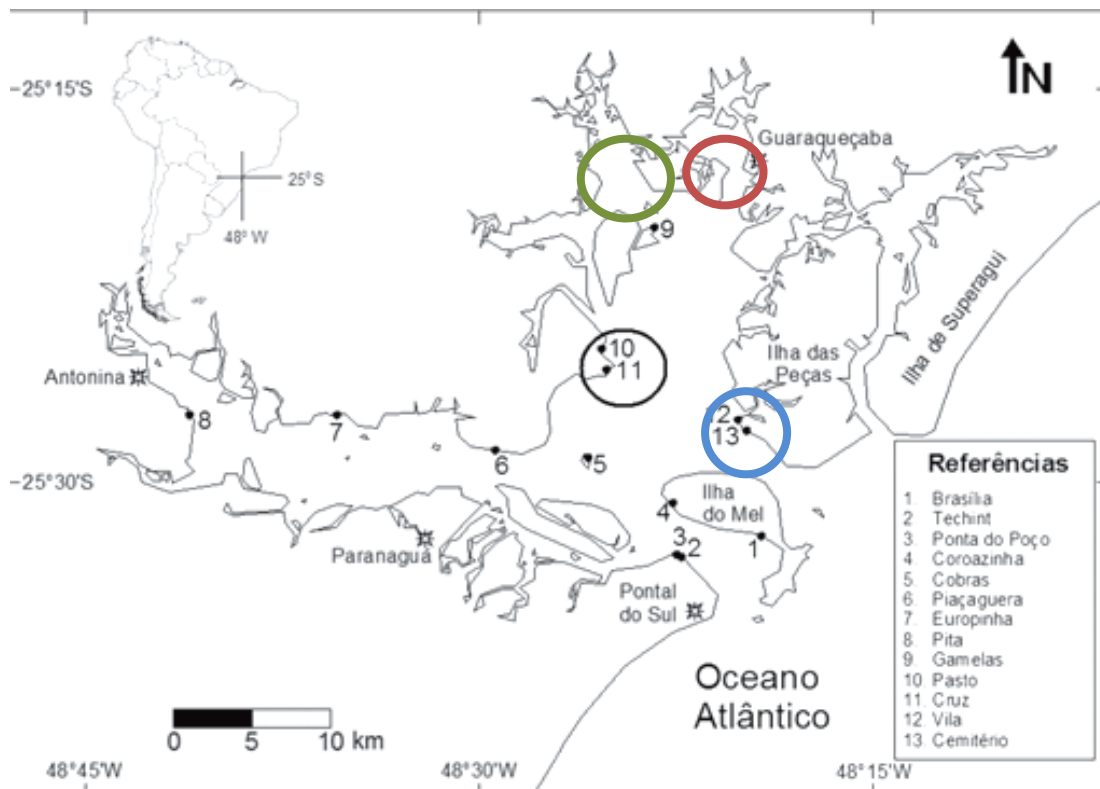 25°15'S
N
Guaraqueçaba
25º S
48º W
9
Ilha de Superagui
10
11
Ilha das
Peças
Antonina
8
7
12
13
6
5
25°30'S
Ilha
do Mel
4
1
Paranaguá
3
2
Pontal
do Sul
Oceano
Atlântico
0 5 10 km
48°45'W
48°30'W
48°15'W
Referências
1. Brasília
2 Techint
3 Ponta do Poço
4 Coroazinha
5. Cobras
6. Piaçaguera
7. Europinha
8. Pita
9. Gamelas
10. Pasto
11. Cruz
12. Vila
13. Cemitério